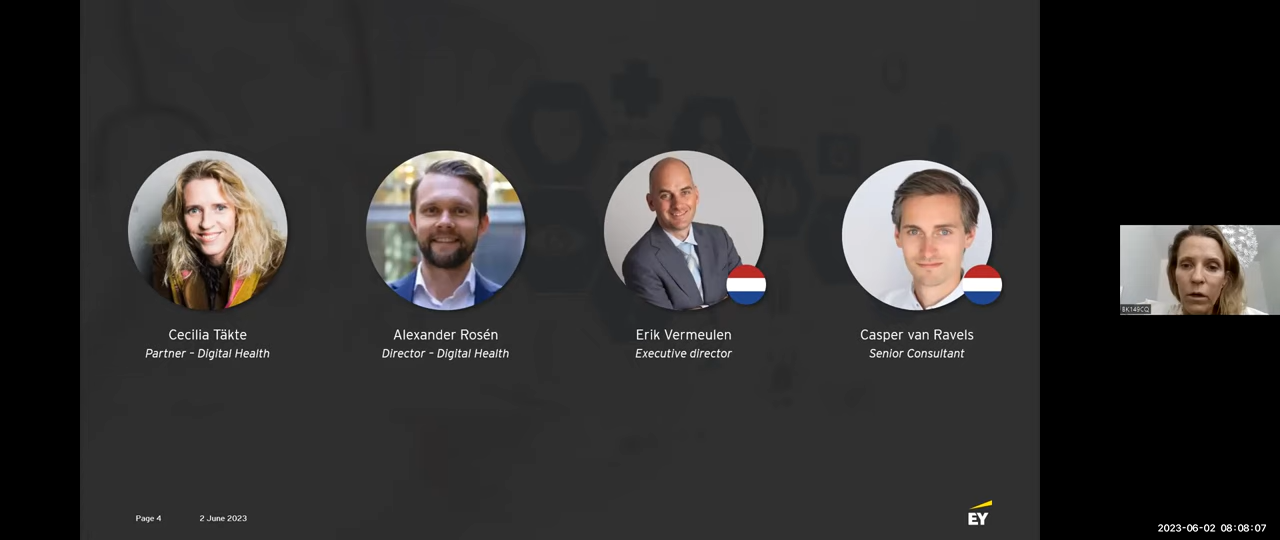 Cecilia Täkte
Partner – Digital Health
Alexander Rosén
Director – Digital Health
Erik Vermeulen
Executive director
Casper van Ravels
Senior Consultant
BK149CQ
Page 4
2 June 2023
EY
2023-06-02 08:08:07